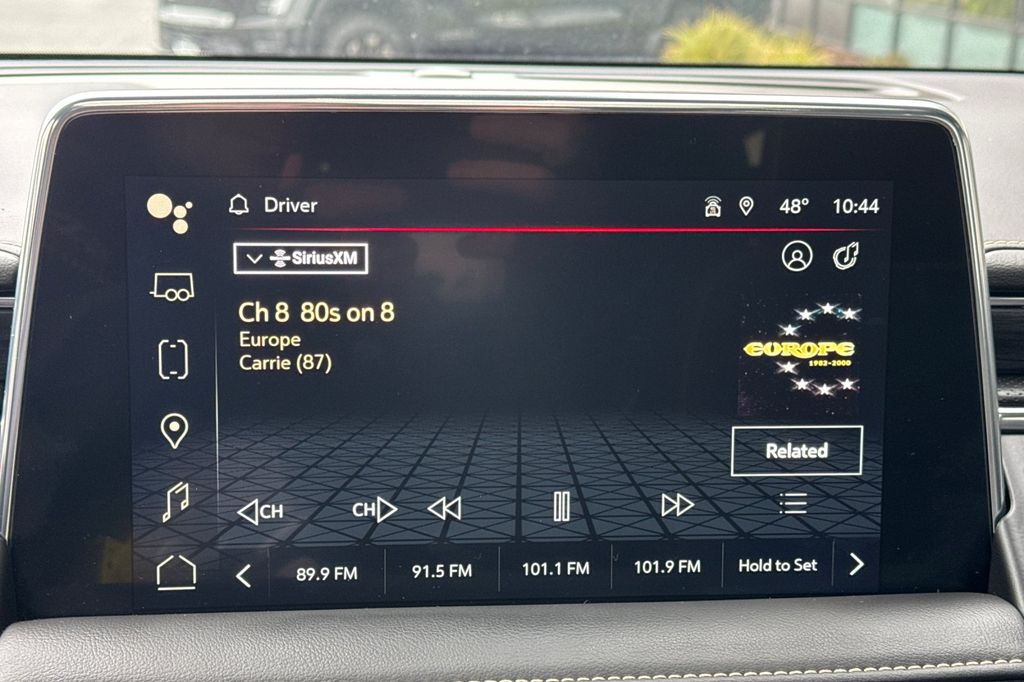 Driver 48° 10:44
SiriusXM
Ch 8 80s on 8
Europe
Carrie (87)
EUROPE
1982-2000
Related
CH CH
89.9 FM 91.5 FM 101.1 FM 101.9 FM Hold to Set